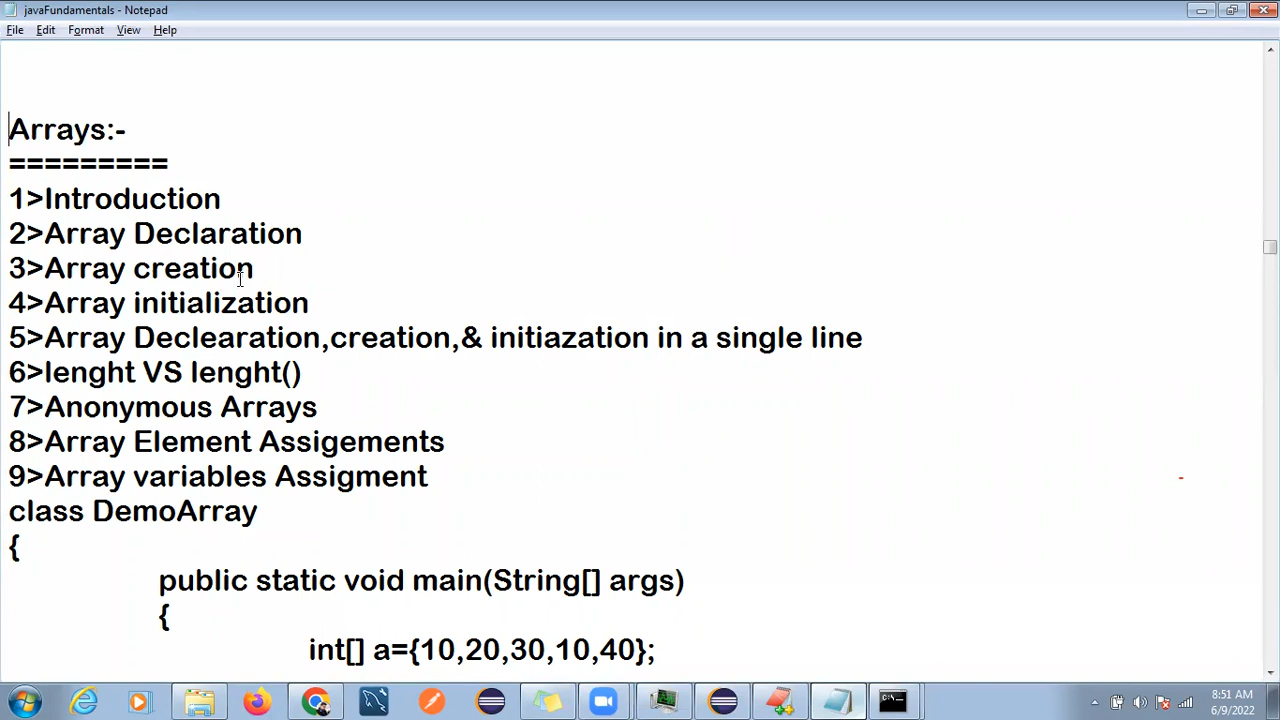 javaFundamentals - Notepad
File Edit Format View Help
Arrays:-
=========
1>Introduction
2>Array Declaration
3>Array creation
4>Array initialization
5>Array Declearation,creation,& initiazation in a single line
6>lenght VS lenght()
7>Anonymous Arrays
8>Array Element Assigements
9>Array variables Assigment
class DemoArray
{
public static void main(String[] args)
{
int[] a={10,20,30,10,40};
8:51 AM
6/9/2022